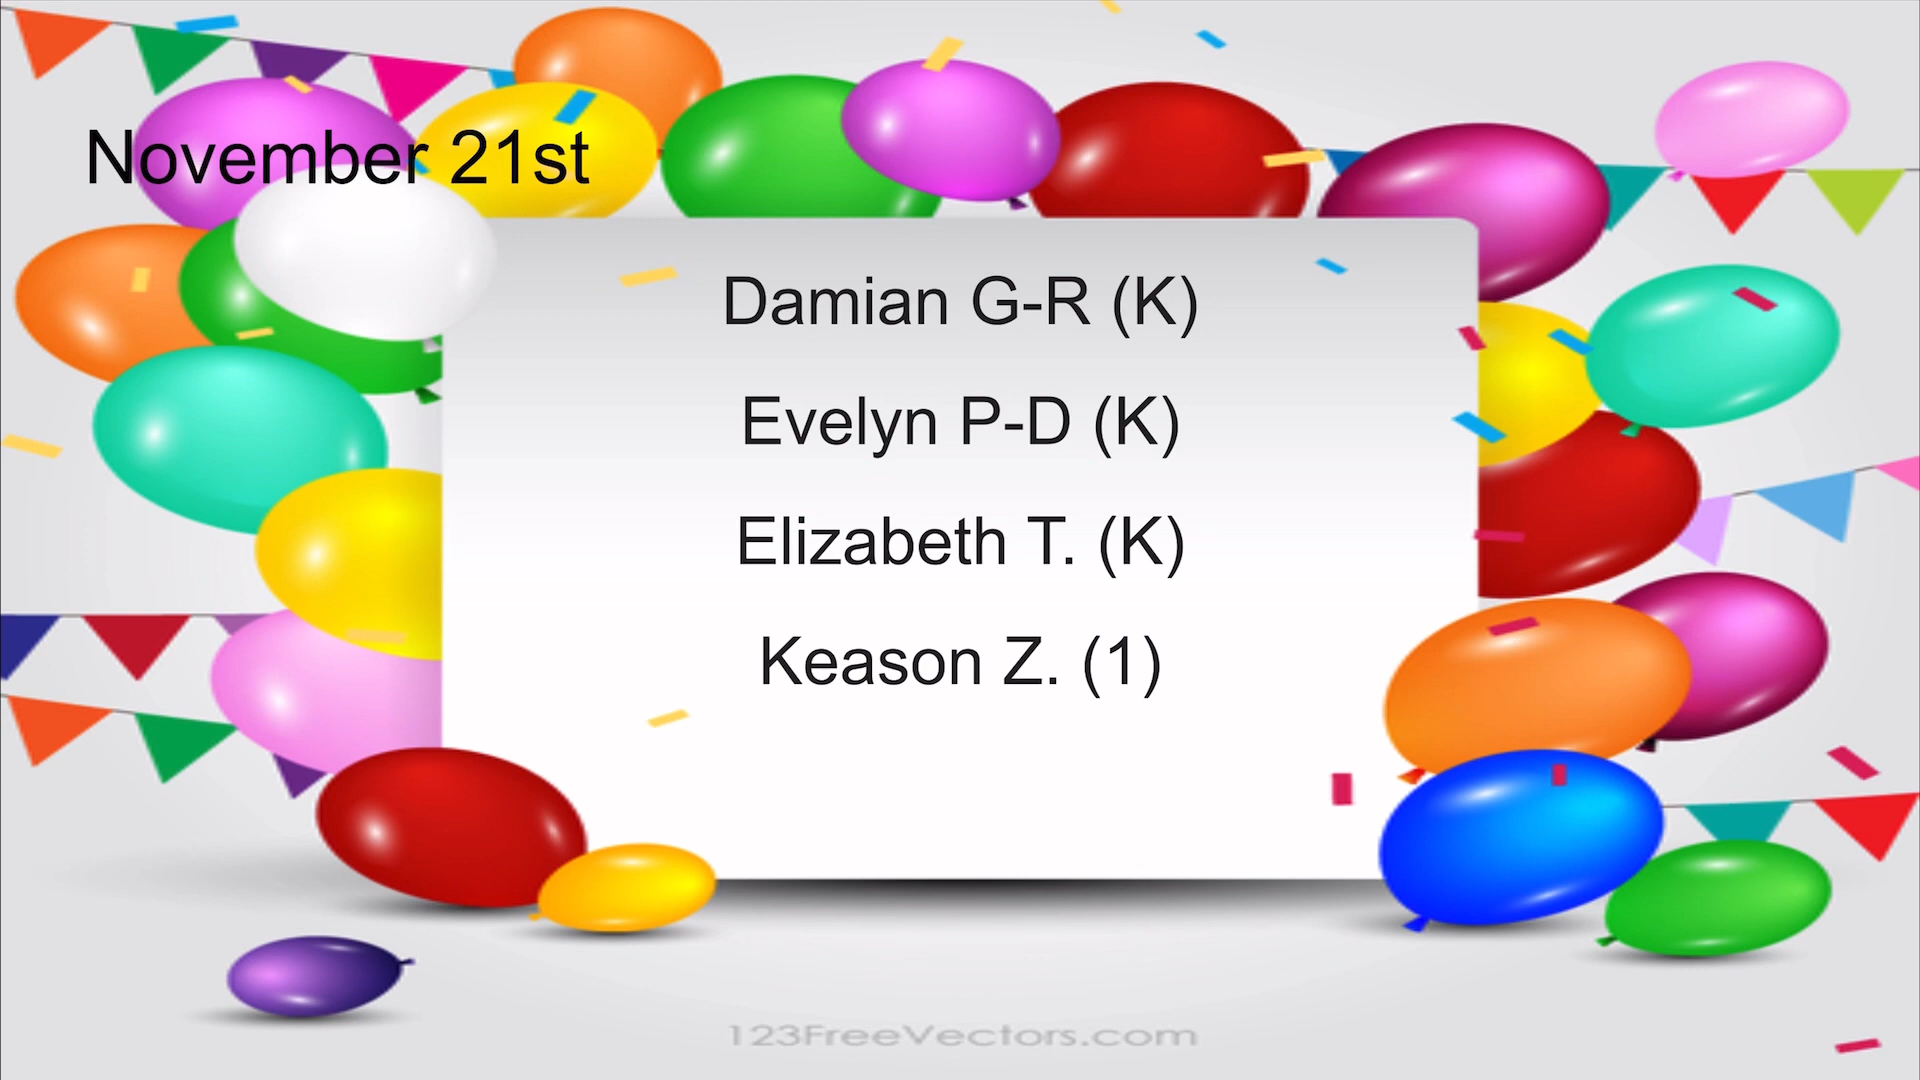 November 21st
Damian G-R (K)
Evelyn P-D (K)
Elizabeth T. (K)
Keason Z. (1)
123FreeVectors.com